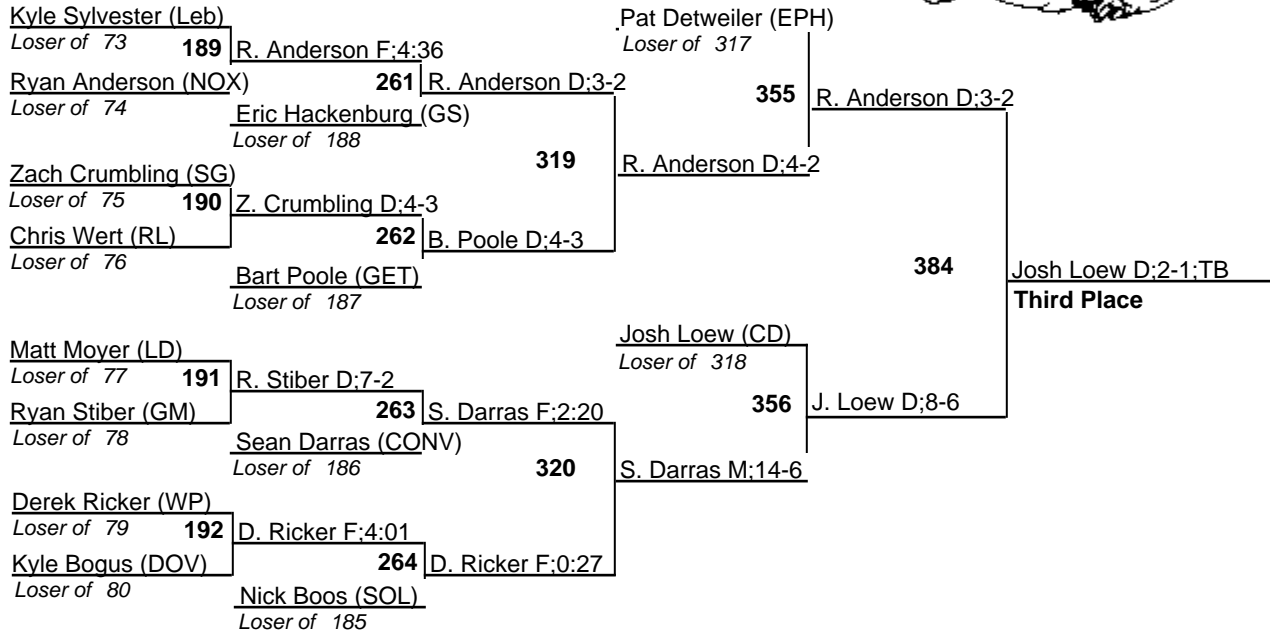 Kyle Sylvester (Leb)
Loser of 73
189
R. Anderson F;4:36
Ryan Anderson (NOX)
Loser of 74
261
R. Anderson D;3-2
Eric Hackenburg (GS)
Loser of 188
Zach Crumbling (SG)
Loser of 75
190
Z. Crumbling D;4-3
Chris Wert (RL)
Loser of 76
262
B. Poole D;4-3
Bart Poole (GET)
Loser of 187
319
R. Anderson D;4-2
Pat Detweiler (EPH)
Loser of 317
355
R. Anderson D;3-2
Matt Moyer (LD)
Loser of 77
191
R. Stiber D;7-2
Ryan Stiber (GM)
Loser of 78
263
S. Darras F;2:20
Sean Darras (CONV)
Loser of 186
Derek Ricker (WP)
Loser of 79
192
D. Ricker F;4:01
Kyle Bogus (DOV)
Loser of 80
264
D. Ricker F;0:27
Nick Boos (SOL)
Loser of 185
320
S. Darras M;14-6
Josh Loew (CD)
Loser of 318
356
J. Loew D;8-6
384
Josh Loew D;2-1;TB
Third Place